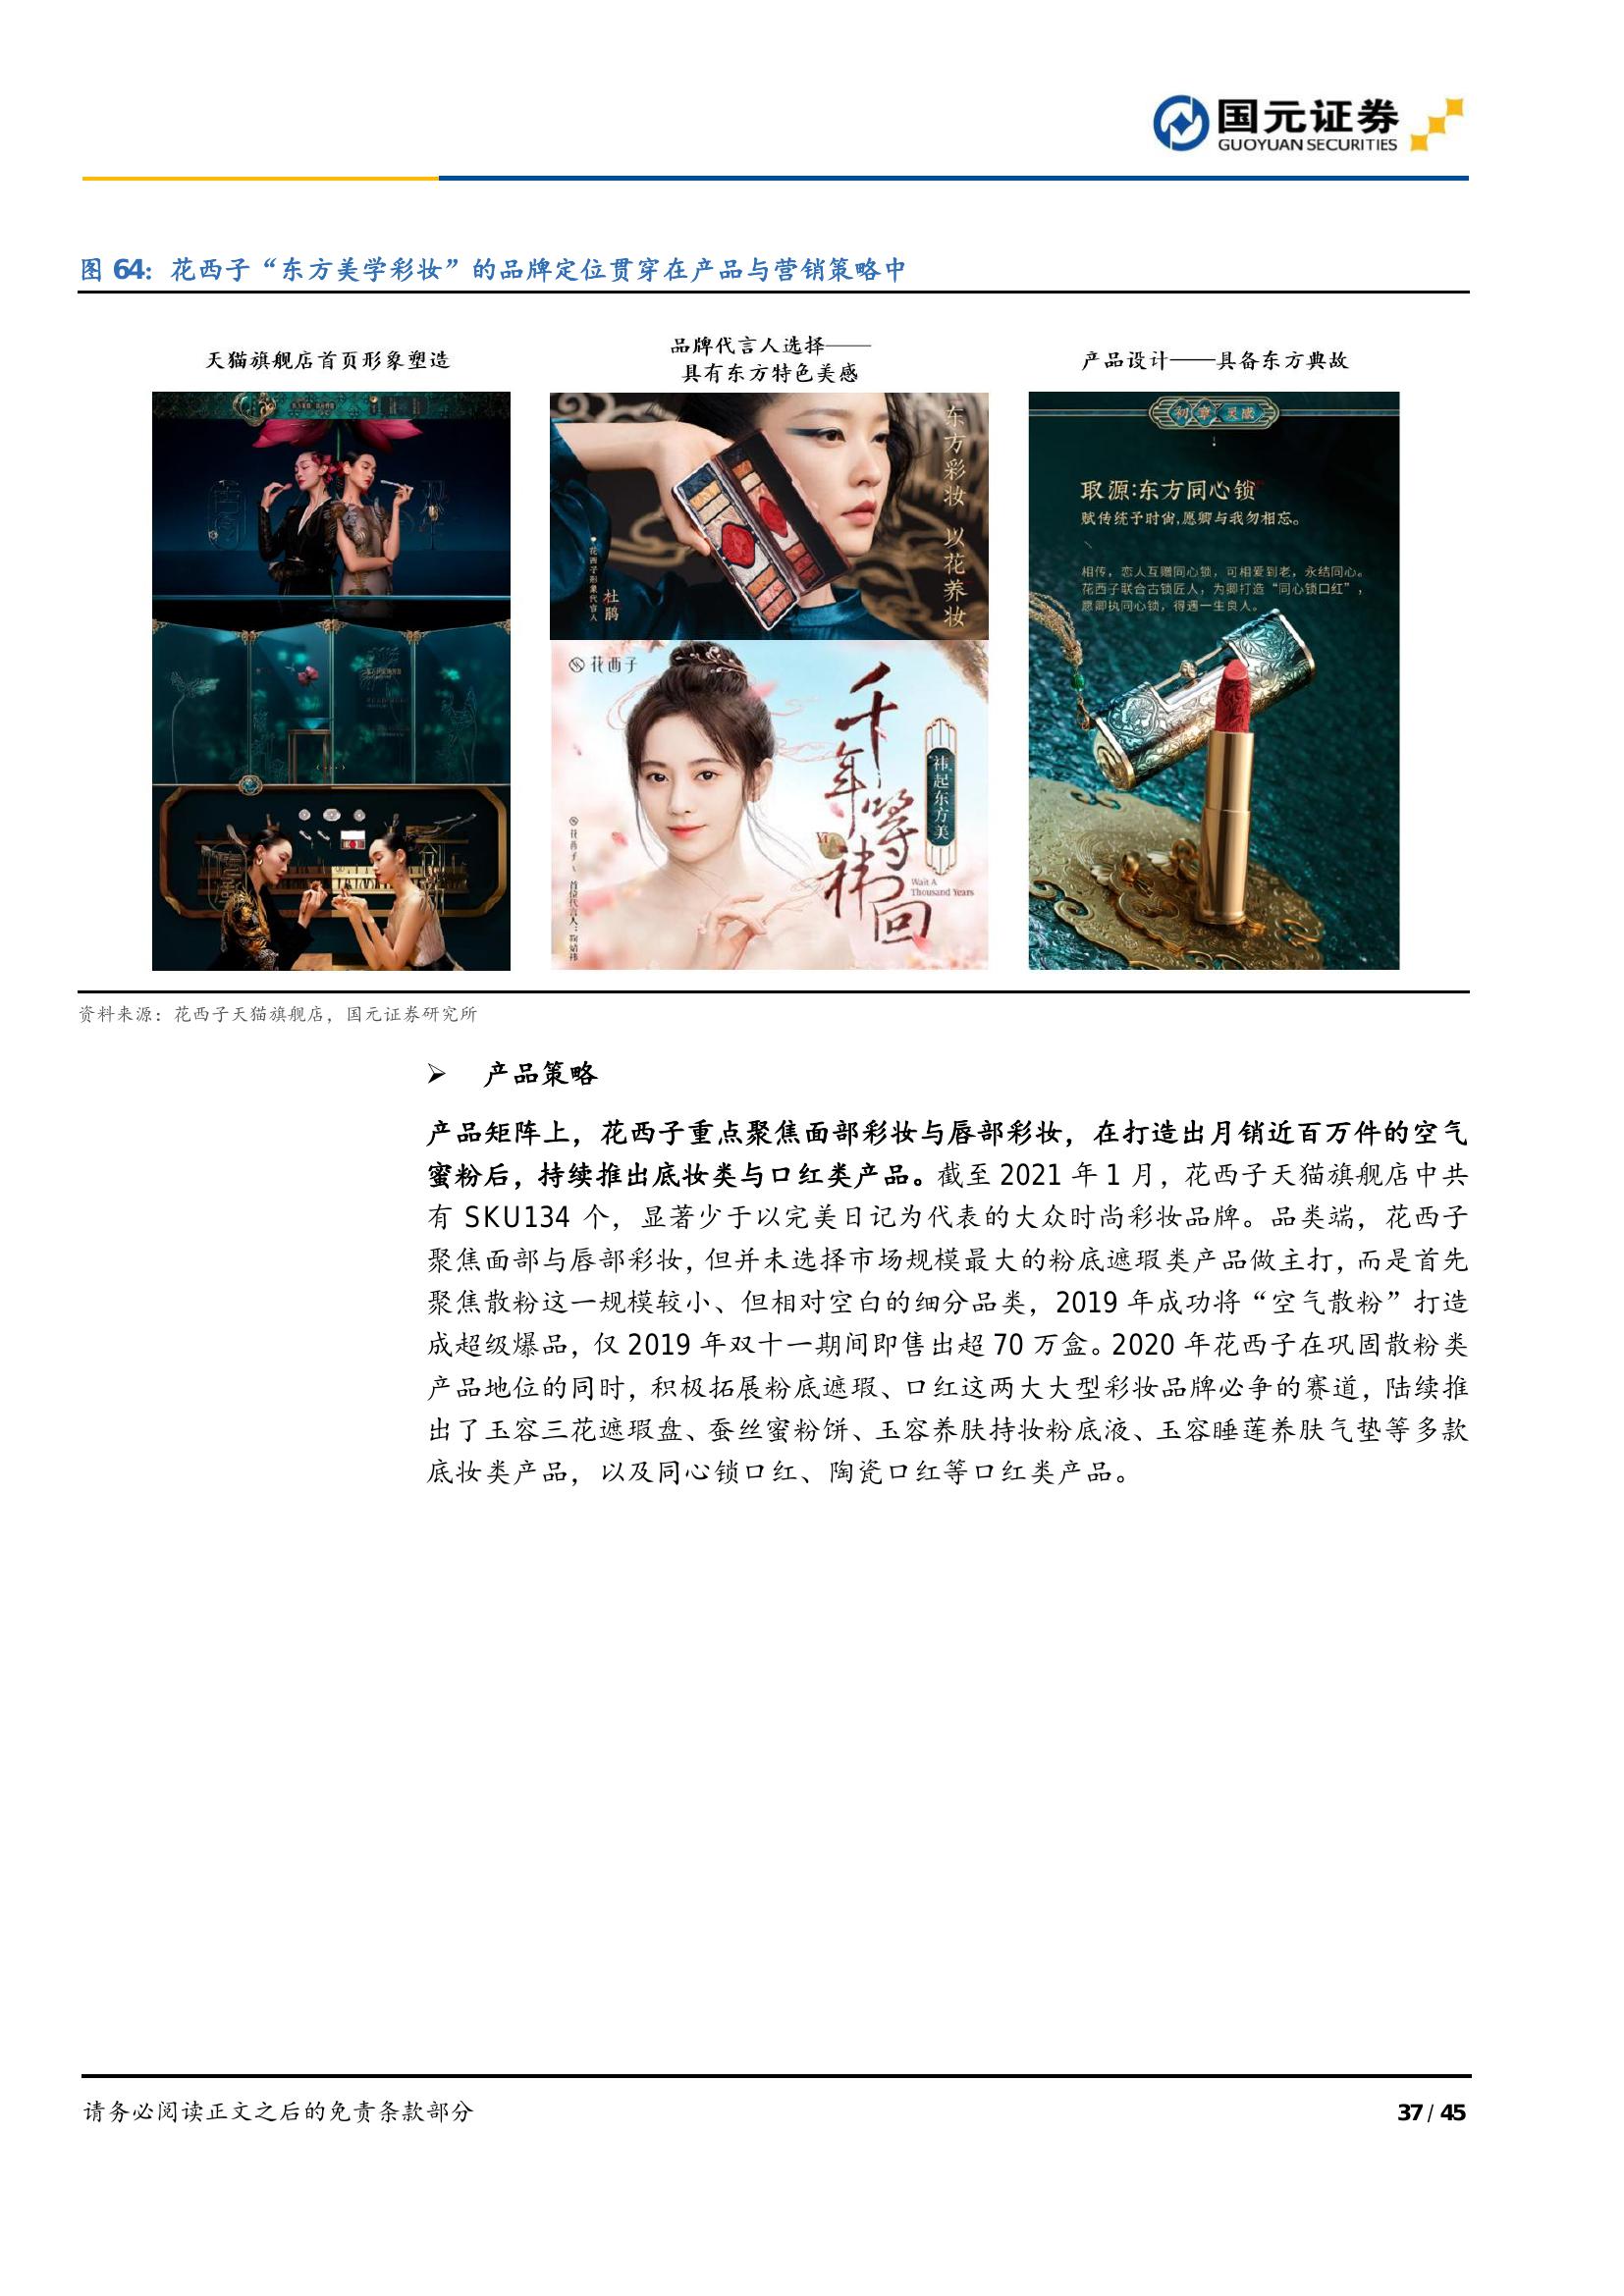 国元证券
GUOYUAN SECURITIES
图 64：花西子“东方美学彩妆”的品牌定位贯穿在产品与营销策略中
天猫旗舰店首页形象塑造
品牌代言人选择——
具有东方特色美感
东方彩妆 以花养妆
花西子形象代言人
杜鹃
花西子
千年等祎回
祎起东方美
Wait A
Thousand Years
花西子
首席代言人：鞠婧祎
产品设计——具备东方典故
初章灵感
取源:东方同心锁
赋传统予时尚,愿卿与我勿相忘。
相传，恋人互赠同心锁，可相爱到老，永结同心。
花西子联合古锁匠人，为卿打造“同心锁口红”，
愿卿执同心锁，得遇一生良人。
资料来源：花西子天猫旗舰店，国元证券研究所
➢ 产品策略
产品矩阵上，花西子重点聚焦面部彩妆与唇部彩妆，在打造出月销近百万件的空气
蜜粉后，持续推出底妆类与口红类产品。截至 2021 年 1 月，花西子天猫旗舰店中共
有 SKU134 个，显著少于以完美日记为代表的大众时尚彩妆品牌。品类端，花西子
聚焦面部与唇部彩妆，但并未选择市场规模最大的粉底遮瑕类产品做主打，而是首先
聚焦散粉这一规模较小、但相对空白的细分品类，2019 年成功将“空气散粉”打造
成超级爆品，仅 2019 年双十一期间即售出超 70 万盒。2020 年花西子在巩固散粉类
产品地位的同时，积极拓展粉底遮瑕、口红这两大大型彩妆品牌必争的赛道，陆续推
出了玉容三花遮瑕盘、蚕丝蜜粉饼、玉容养肤持妆粉底液、玉容睡莲养肤气垫等多款
底妆类产品，以及同心锁口红、陶瓷口红等口红类产品。
请务必阅读正文之后的免责条款部分
37 / 45